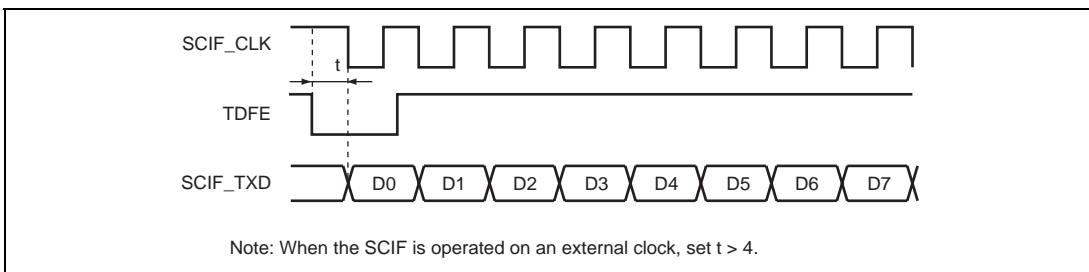 SCIF_CLK
t
TDFE
SCIF_TXD D0 D1 D2 D3 D4 D5 D6 D7
Note: When the SCIF is operated on an external clock, set t > 4.